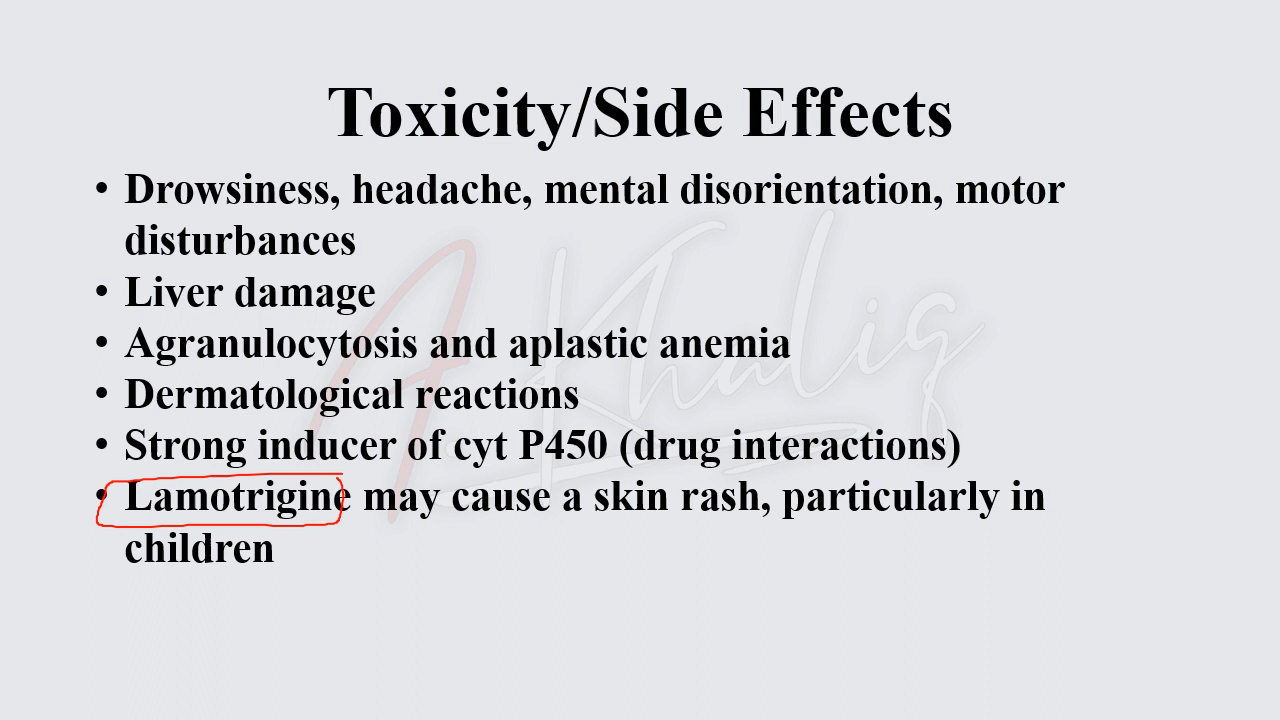 Toxicity/Side Effects
• Drowsiness, headache, mental disorientation, motor
disturbances
• Liver damage
• Agranulocytosis and aplastic anemia
• Dermatological reactions
• Strong inducer of cyt P450 (drug interactions)
• Lamotrigine may cause a skin rash, particularly in
children
A Khaliq